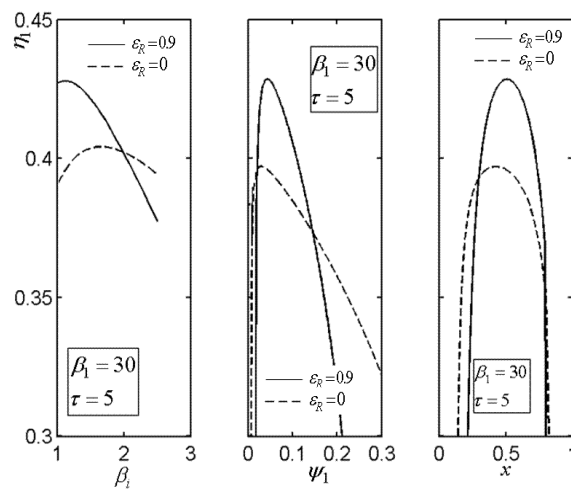 0.45
η₁
0.4
0.35
0.3
ε_R=0.9
ε_R=0
β₁ = 30
τ = 5
1 2 3
β_i
β₁ = 30
τ = 5
ε_R=0.9
ε_R=0
0 0.1 0.2 0.3
ψ₁
ε_R=0.9
ε_R=0
β₁ = 30
τ = 5
0 0.5 1
x